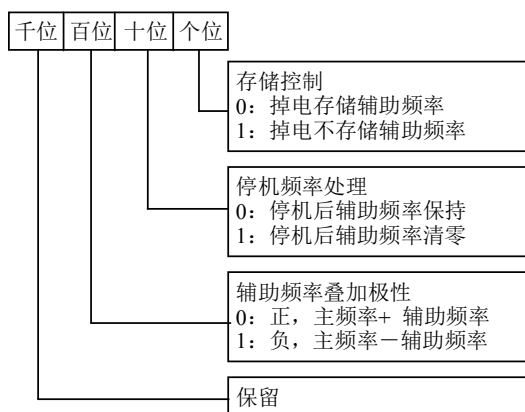 千位 百位 十位 个位
存储控制
0：掉电存储辅助频率
1：掉电不存储辅助频率
停机频率处理
0：停机后辅助频率保持
1：停机后辅助频率清零
辅助频率叠加极性
0：正，主频率+ 辅助频率
1：负，主频率－辅助频率
保留